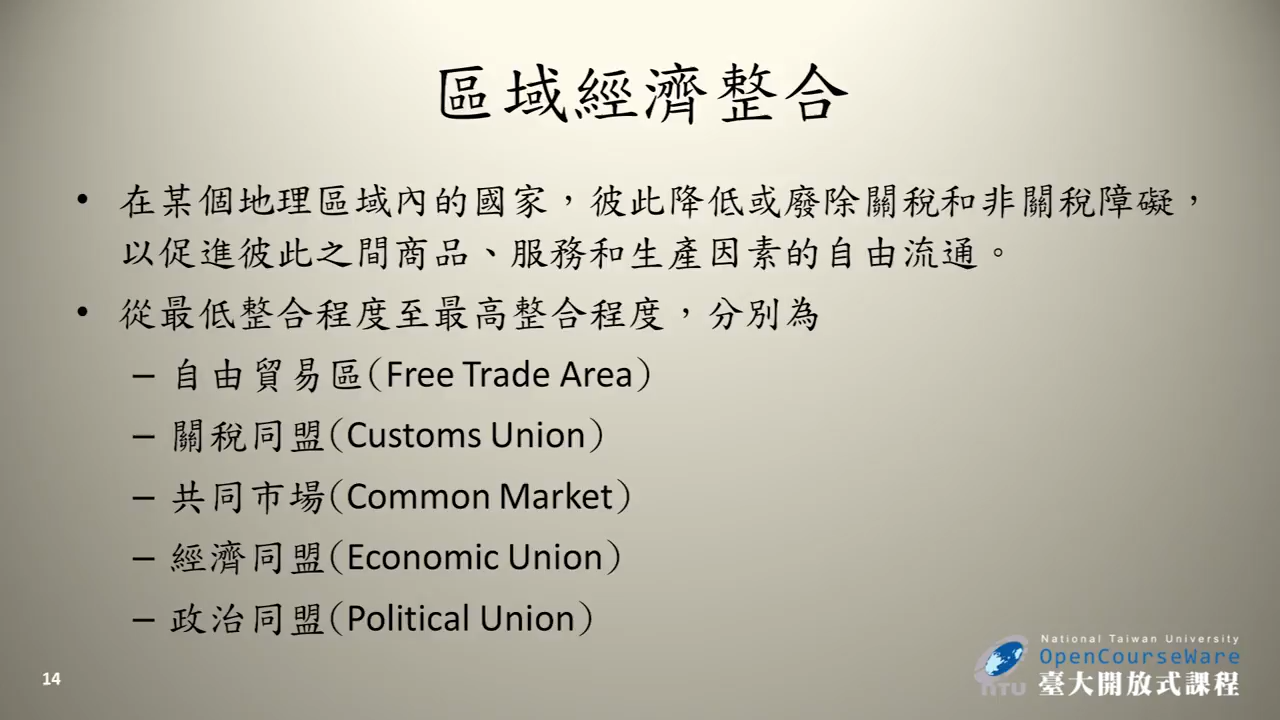 區域經濟整合
• 在某個地理區域內的國家，彼此降低或廢除關稅和非關稅障礙，
以促進彼此之間商品、服務和生產因素的自由流通。
• 從最低整合程度至最高整合程度，分別為
– 自由貿易區(Free Trade Area)
– 關稅同盟(Customs Union)
– 共同市場(Common Market)
– 經濟同盟(Economic Union)
– 政治同盟(Political Union)
14
National Taiwan University
OpenCourseWare
NTU 臺大開放式課程